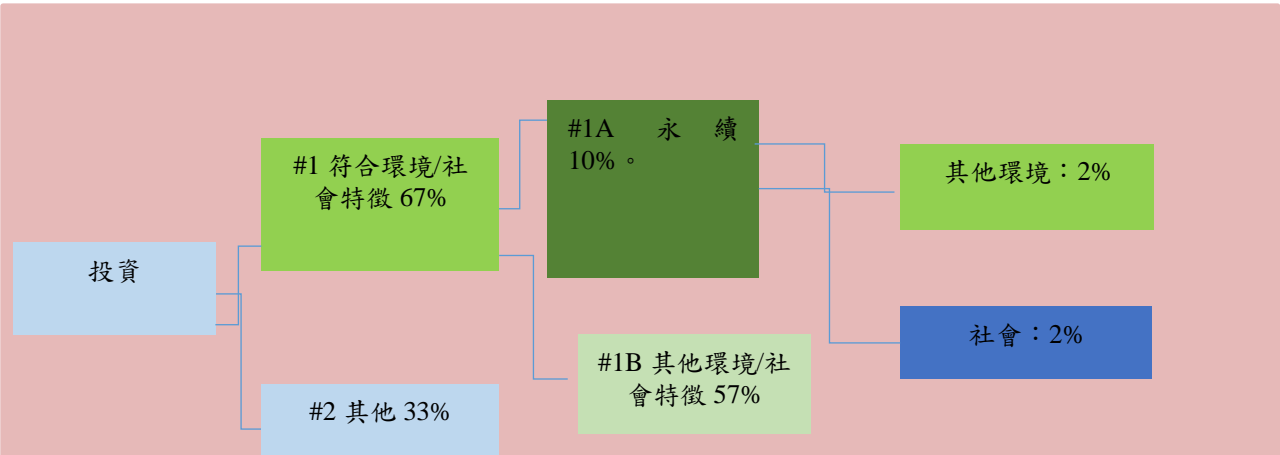 投資
#1 符合環境/社
會特徵 67%
#2 其他 33%
#1A 永 續
10%。
#1B 其他環境/社
會特徵 57%
其他環境：2%
社會：2%